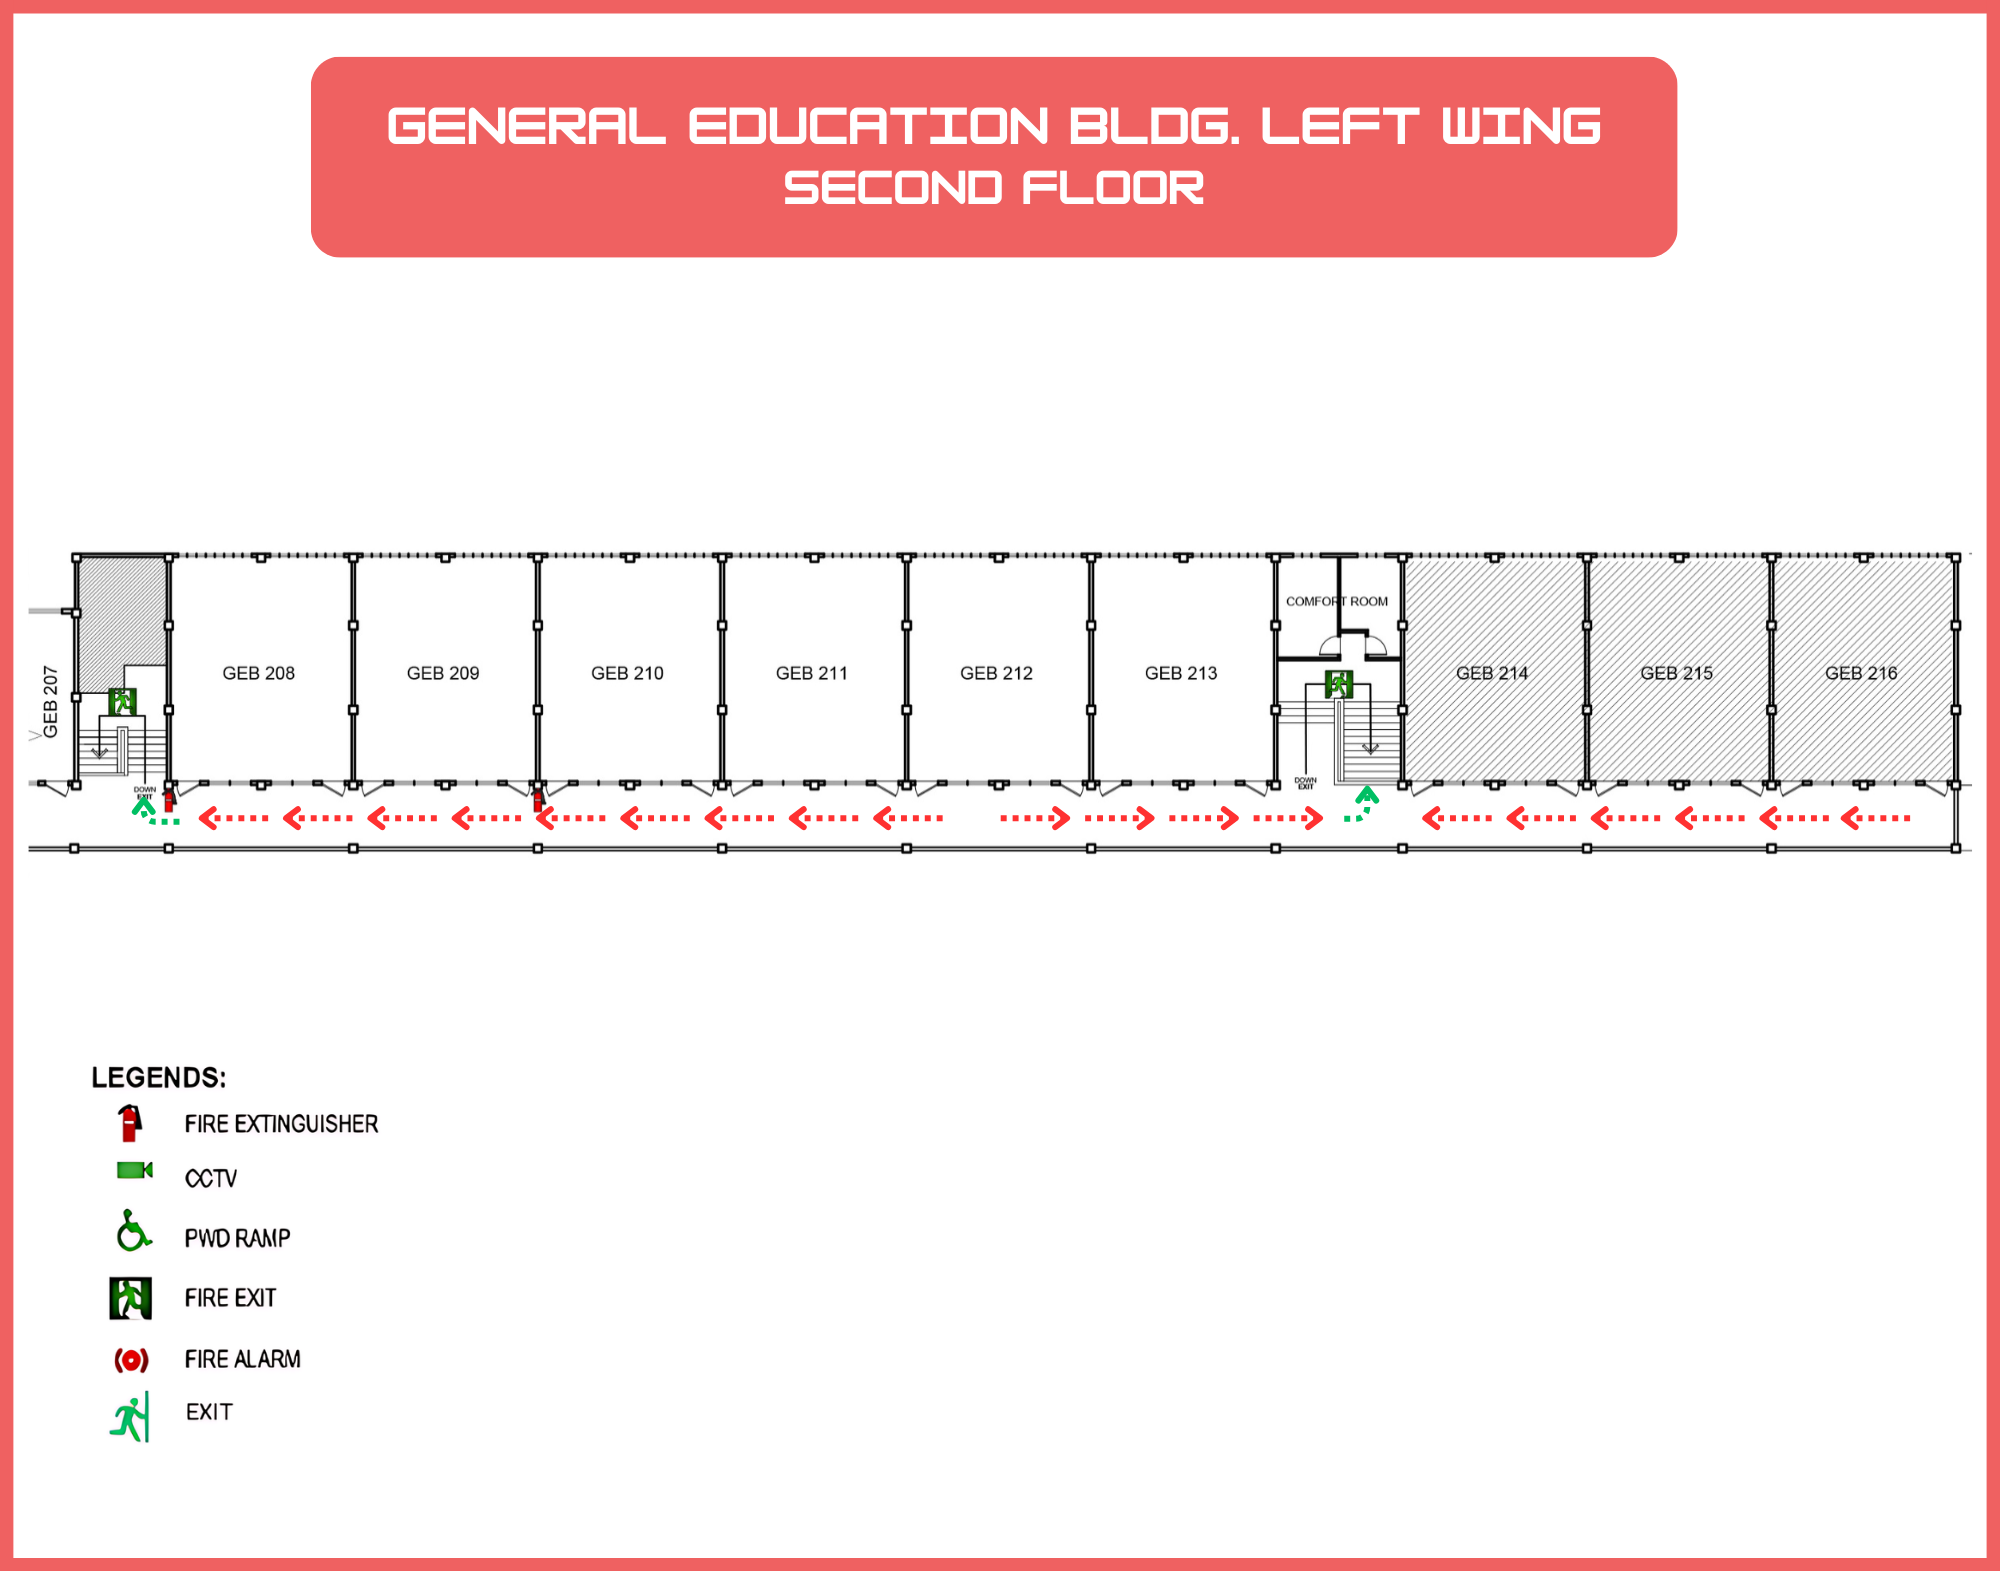 GENERAL EDUCATION BLDG. LEFT WING
SECOND FLOOR
GEB 207
GEB 208
GEB 209
GEB 210
GEB 211
GEB 212
GEB 213
COMFORT ROOM
GEB 214
GEB 215
GEB 216
DOWN
EXIT
DOWN
EXIT
LEGENDS:
FIRE EXTINGUISHER
CCTV
PWD RAMP
FIRE EXIT
FIRE ALARM
EXIT